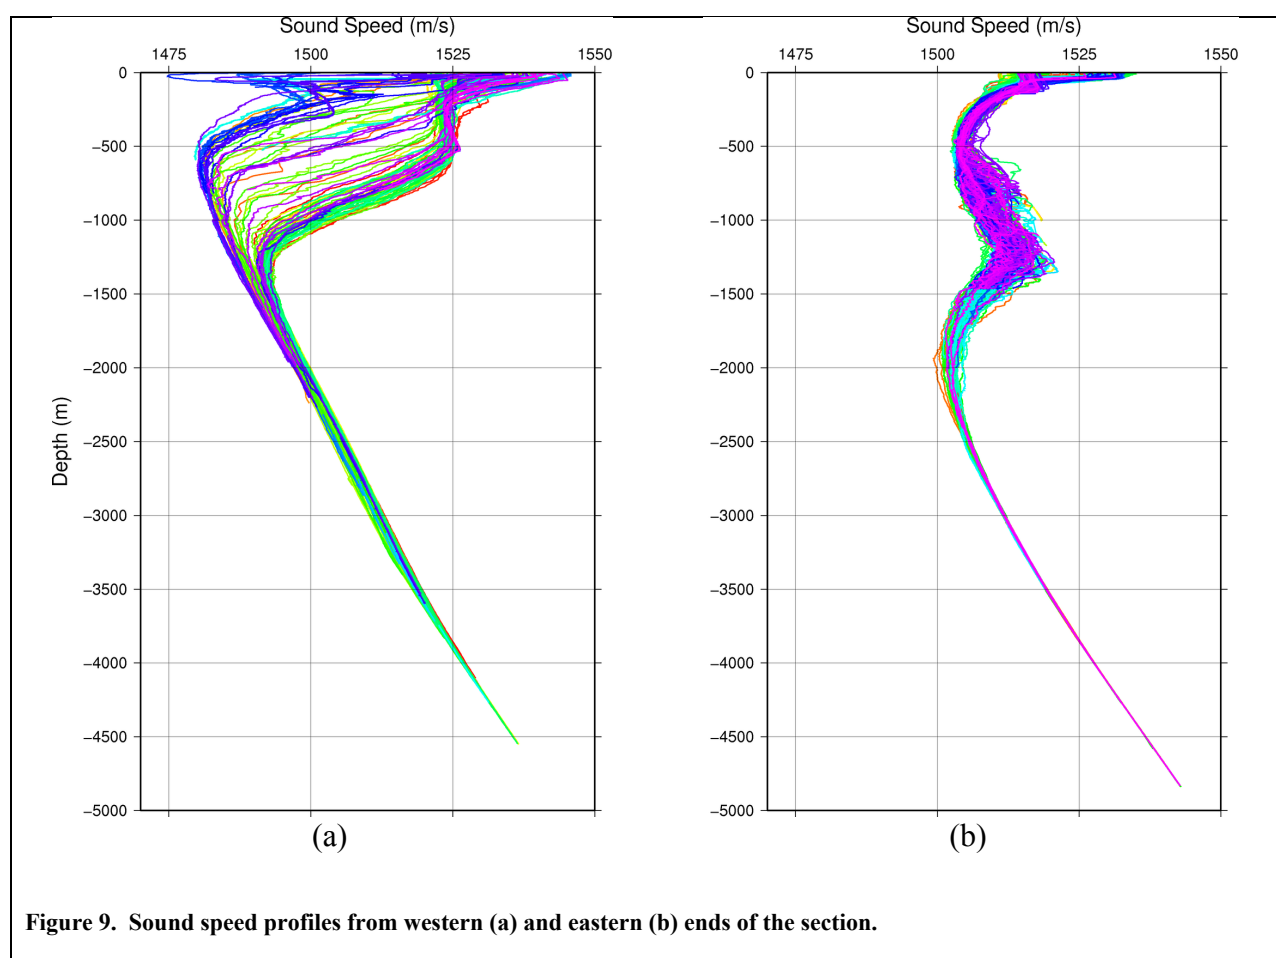 Sound Speed (m/s)
1475 1500 1525 1550
0
−500
−1000
−1500
−2000
−2500
−3000
−3500
−4000
−4500
−5000
Depth (m)
(a)
Sound Speed (m/s)
1475 1500 1525 1550
0
−500
−1000
−1500
−2000
−2500
−3000
−3500
−4000
−4500
−5000
(b)
Figure 9. Sound speed profiles from western (a) and eastern (b) ends of the section.